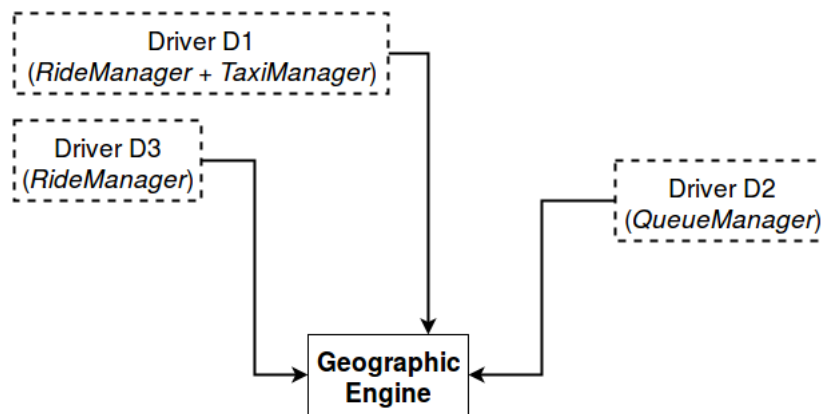 Driver D1
(RideManager + TaxiManager)
Driver D3
(RideManager)
Driver D2
(QueueManager)
Geographic
Engine